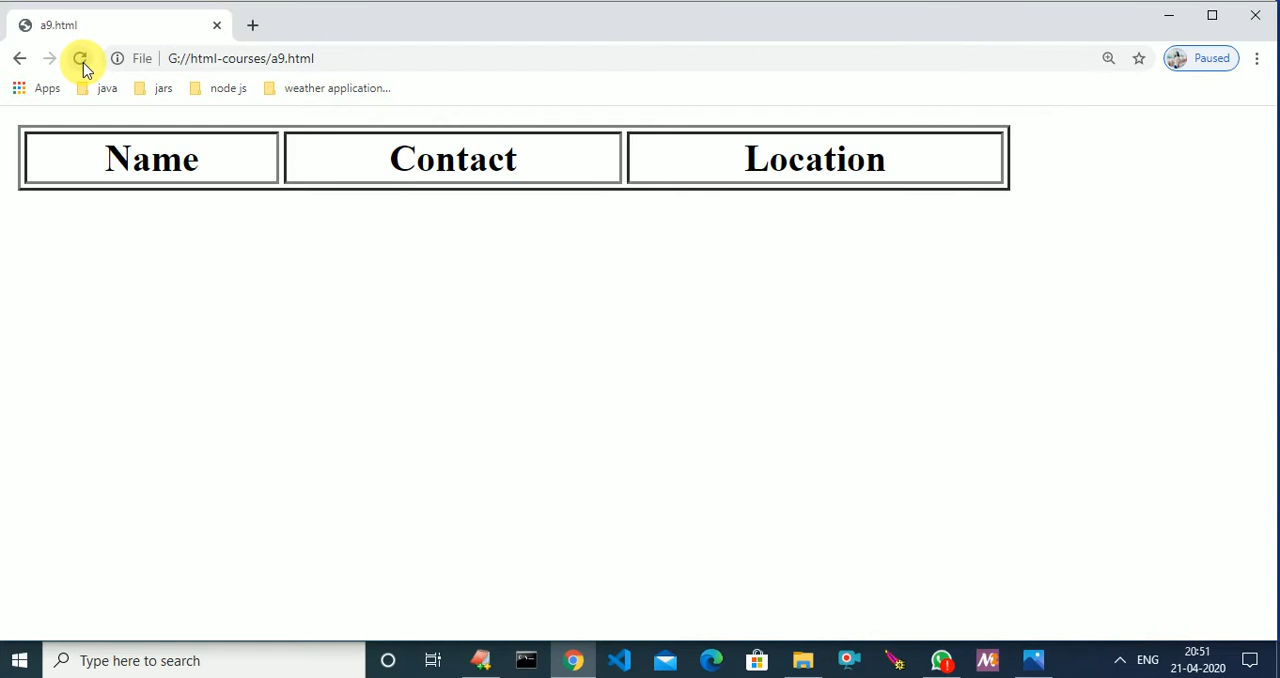 a9.html
File G://html-courses/a9.html
Paused
Apps java jars node js weather application...
Name Contact Location
Type here to search
ENG
20:51
21-04-2020